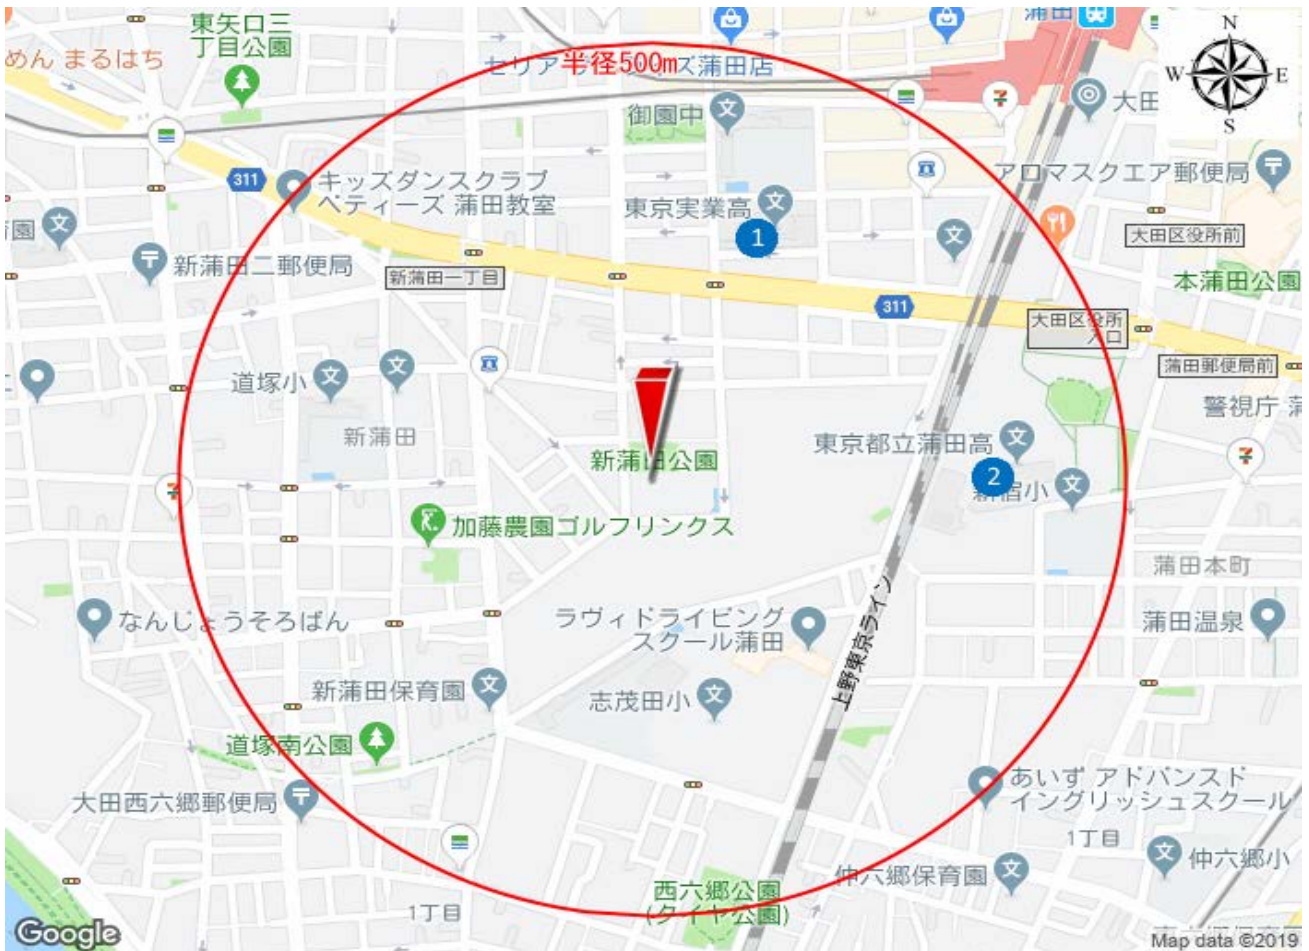 東矢口三
丁目公園
蒲田
めん まるはち
半径500m
セリア
ズ蒲田店
N
W
E
S
御園中
大田
311
キッズダンスクラブ
ベティーズ 蒲田教室
アロマスクエア郵便局
東京実業高
1
育園
新蒲田二郵便局
大田区役所前
新蒲田一丁目
本蒲田公園
311
大田区役所
入口
蒲田郵便局前
道塚小
警視庁 蒲
新蒲田
東京都立蒲田高
新蒲田公園
2
新宿小
加藤農園ゴルフリンクス
蒲田本町
なんじょうそろばん
ラヴィドライビング
スクール蒲田
蒲田温泉
上野東京ライン
新蒲田保育園
志茂田小
道塚南公園
大田西六郷郵便局
あいず アドバンスド
イングリッシュスクール
1丁目
仲六郷小
仲六郷保育園
西六郷公園
(タイヤ公園)
1丁目
Google
Map data ©2019